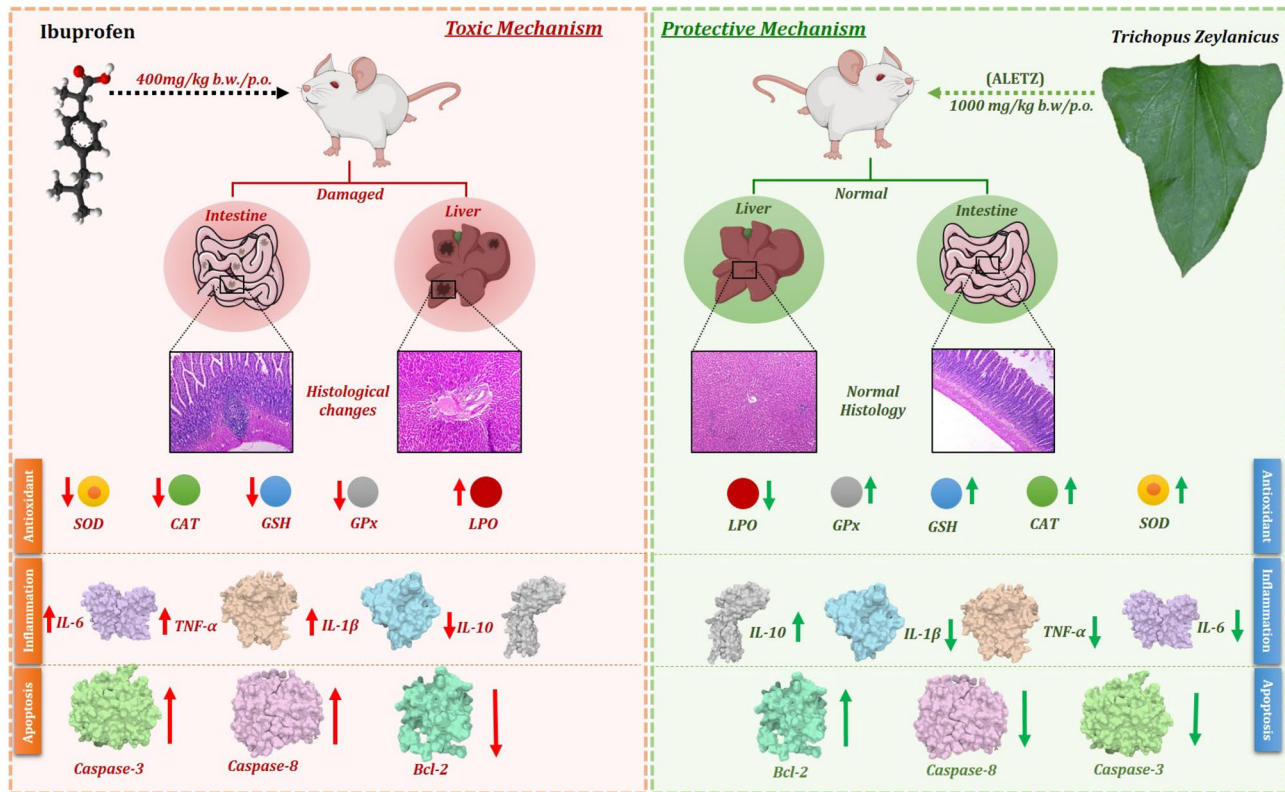 Ibuprofen
Toxic Mechanism
400mg/kg b.w./p.o.
Damaged
Intestine
Liver
Histological
changes
Antioxidant
SOD
CAT
GSH
GPx
LPO
Inflammation
IL-6
TNF-α
IL-1β
IL-10
Apoptosis
Caspase-3
Caspase-8
Bcl-2
Protective Mechanism
Trichopus Zeylanicus
(ALETZ)
1000 mg/kg b.w/p.o.
Normal
Liver
Intestine
Normal
Histology
LPO
GPx
GSH
CAT
SOD
Antioxidant
IL-10
IL-1β
TNF-α
IL-6
Inflammation
Bcl-2
Caspase-8
Caspase-3
Apoptosis